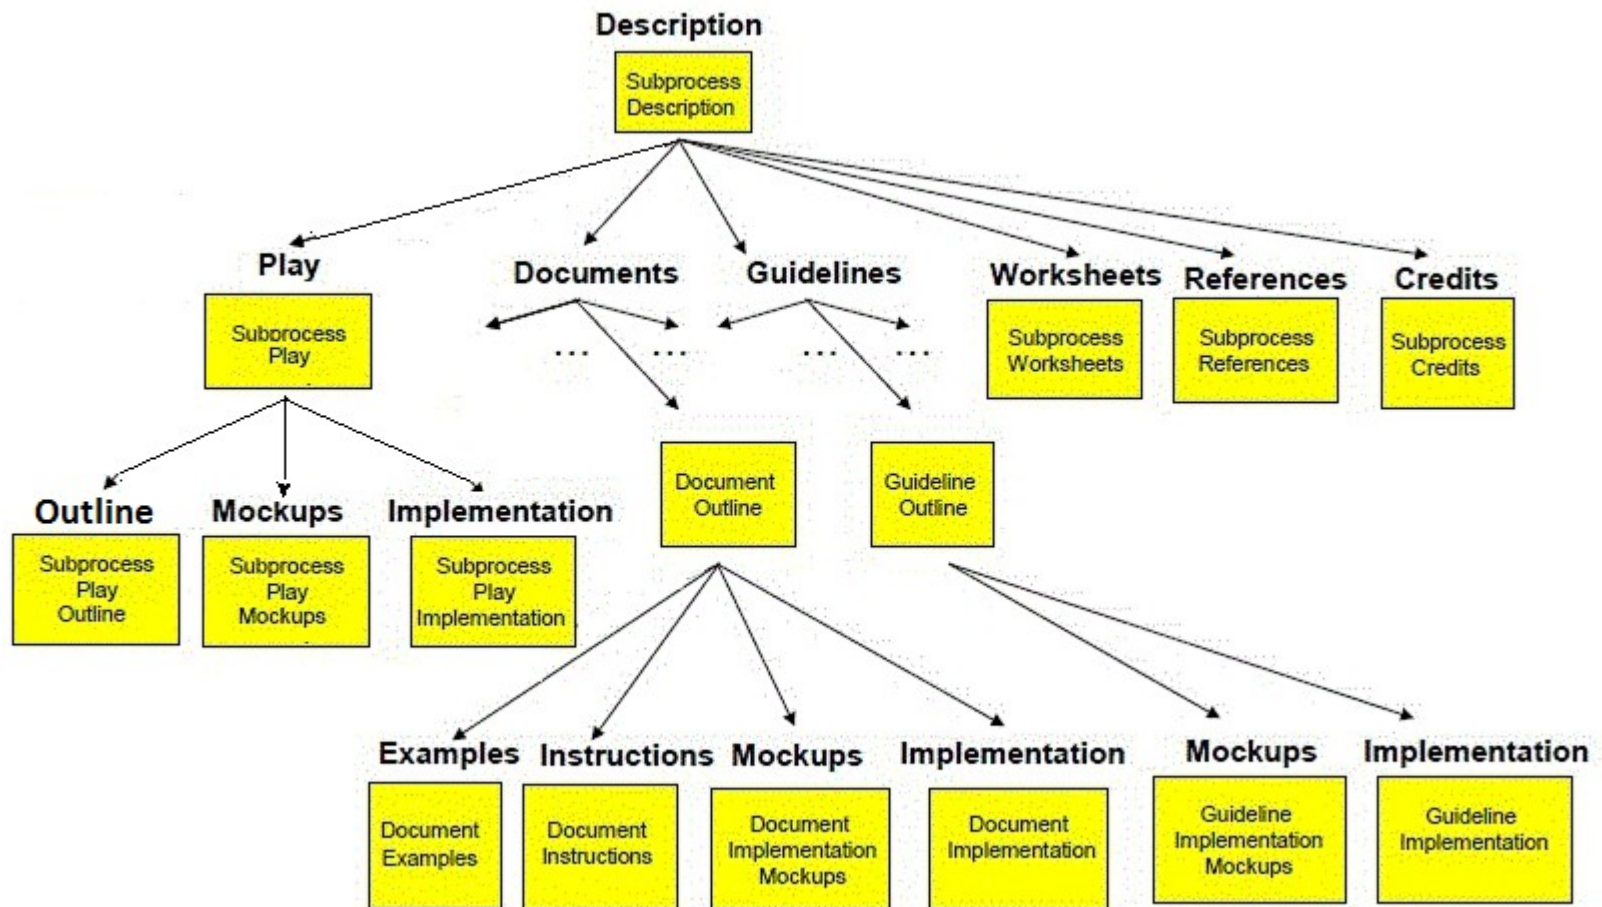 Description
Subprocess
Description
Play
Documents
Guidelines
Worksheets
References
Credits
Subprocess
Play
...
...
...
...
Subprocess
Worksheets
Subprocess
References
Subprocess
Credits
Document
Outline
Guideline
Outline
Outline
Mockups
Implementation
Subprocess
Play
Outline
Subprocess
Play
Mockups
Subprocess
Play
Implementation
Examples
Instructions
Mockups
Implementation
Mockups
Implementation
Document
Examples
Document
Instructions
Document
Implementation
Mockups
Document
Implementation
Guideline
Implementation
Mockups
Guideline
Implementation